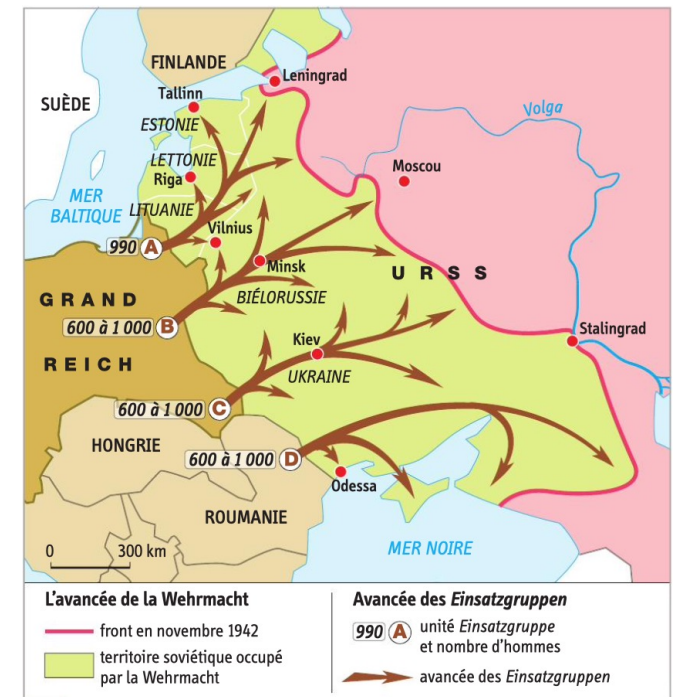 FINLANDE
Leningrad
Tallinn
SUÈDE
ESTONIE
Volga
LETTONIE
Moscou
Riga
MER
BALTIQUE
LITUANIE
Vilnius
990 A
Minsk
URSS
GRAND
BIÉLORUSSIE
600 à 1 000 B
Stalingrad
Kiev
REICH
UKRAINE
600 à 1 000 C
HONGRIE
600 à 1 000 D
Odessa
ROUMANIE
MER NOIRE
0 300 km
L'avancée de la Wehrmacht
front en novembre 1942
territoire soviétique occupé
par la Wehrmacht
Avancée des Einsatzgruppen
990 A unité Einsatzgruppe
et nombre d'hommes
avancée des Einsatzgruppen